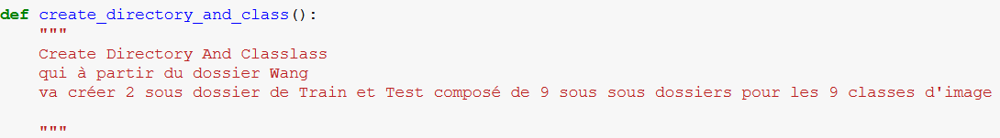 def create_directory_and_class():
"""
Create Directory And Classlass
qui à partir du dossier Wang
va créer 2 sous dossier de Train et Test composé de 9 sous sous dossiers pour les 9 classes d'image
"""